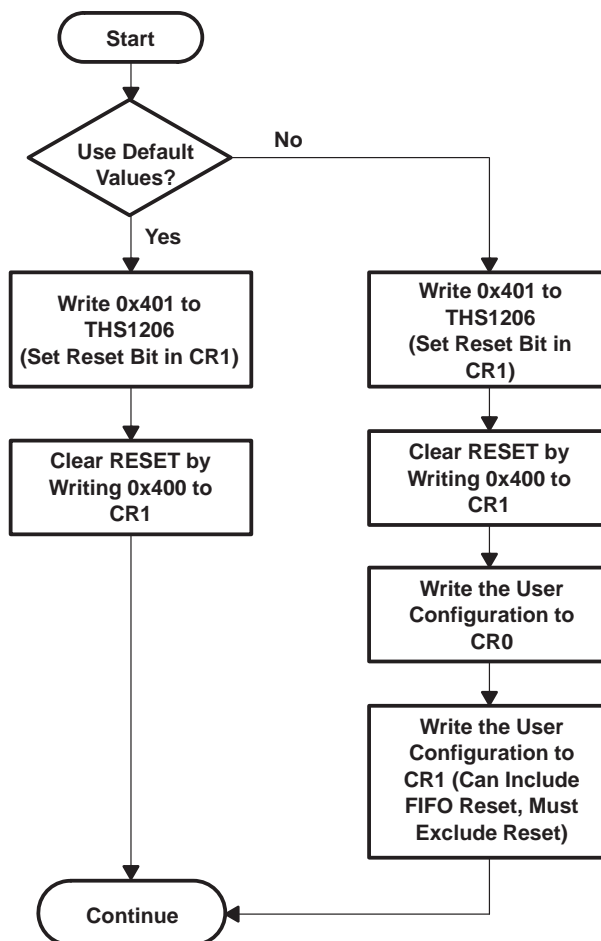 Start
Use Default
Values?
No
Yes
Write 0x401 to
THS1206
(Set Reset Bit in CR1)
Clear RESET by
Writing 0x400 to
CR1
Write 0x401 to
THS1206
(Set Reset Bit in
CR1)
Clear RESET by
Writing 0x400 to
CR1
Write the User
Configuration to
CR0
Write the User
Configuration to
CR1 (Can Include
FIFO Reset, Must
Exclude Reset)
Continue